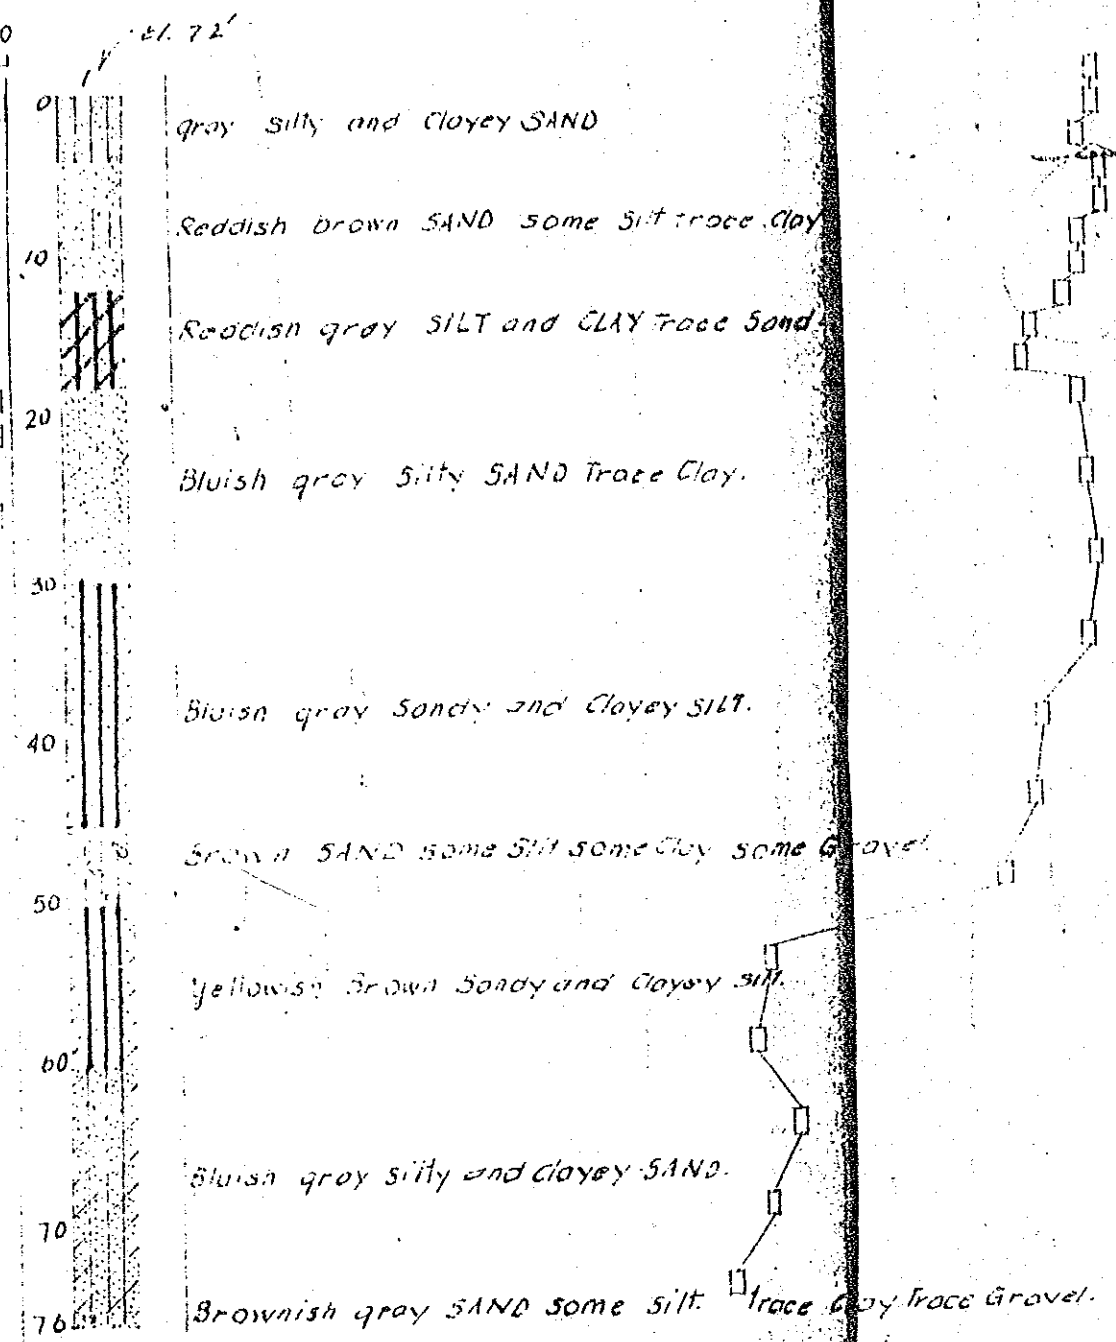 0
El. 72'
0
gray silty and Clayey SAND
Reddish brown SAND some silt trace Clay
10
Reddish gray SILT and CLAY Trace Sand.
20
Bluish gray Silty SAND Trace Clay.
30
Bluish gray Sandy and Clayey SILT.
40
Brown SAND some Silt some Clay some Gravel.
50
Yellowish Brown Sandy and Clayey Silt.
60
Bluish gray silty and clayey SAND.
70
Brownish gray SAND some silt. Trace Clay Trace Gravel.
76